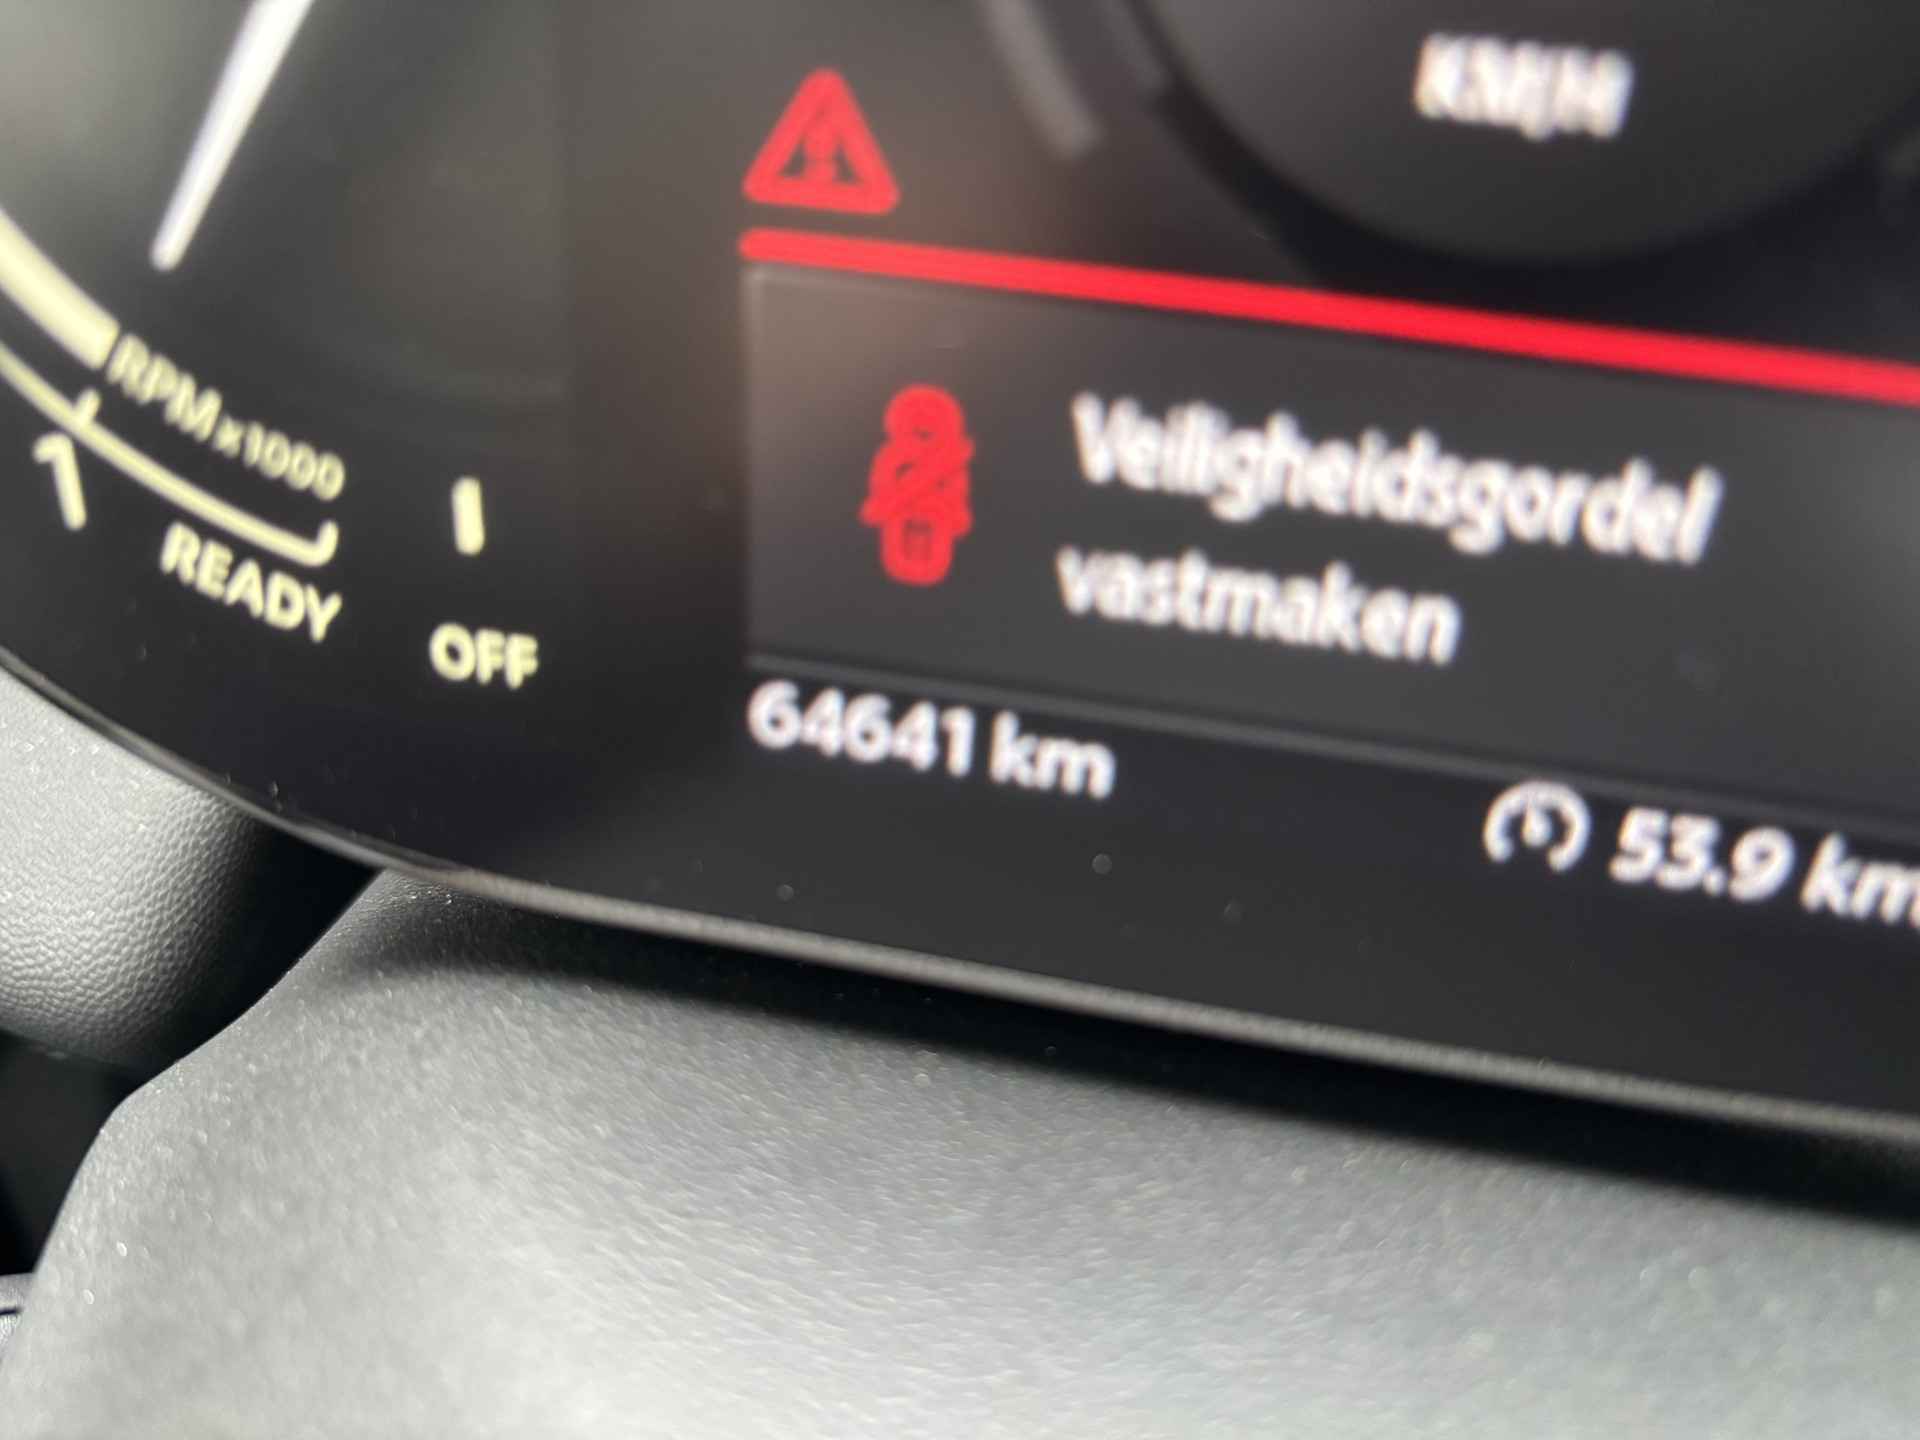 KM/H
RPM x1000
1
READY
OFF
Veiligheidsgordel
vastmaken
64641 km
53.9 km